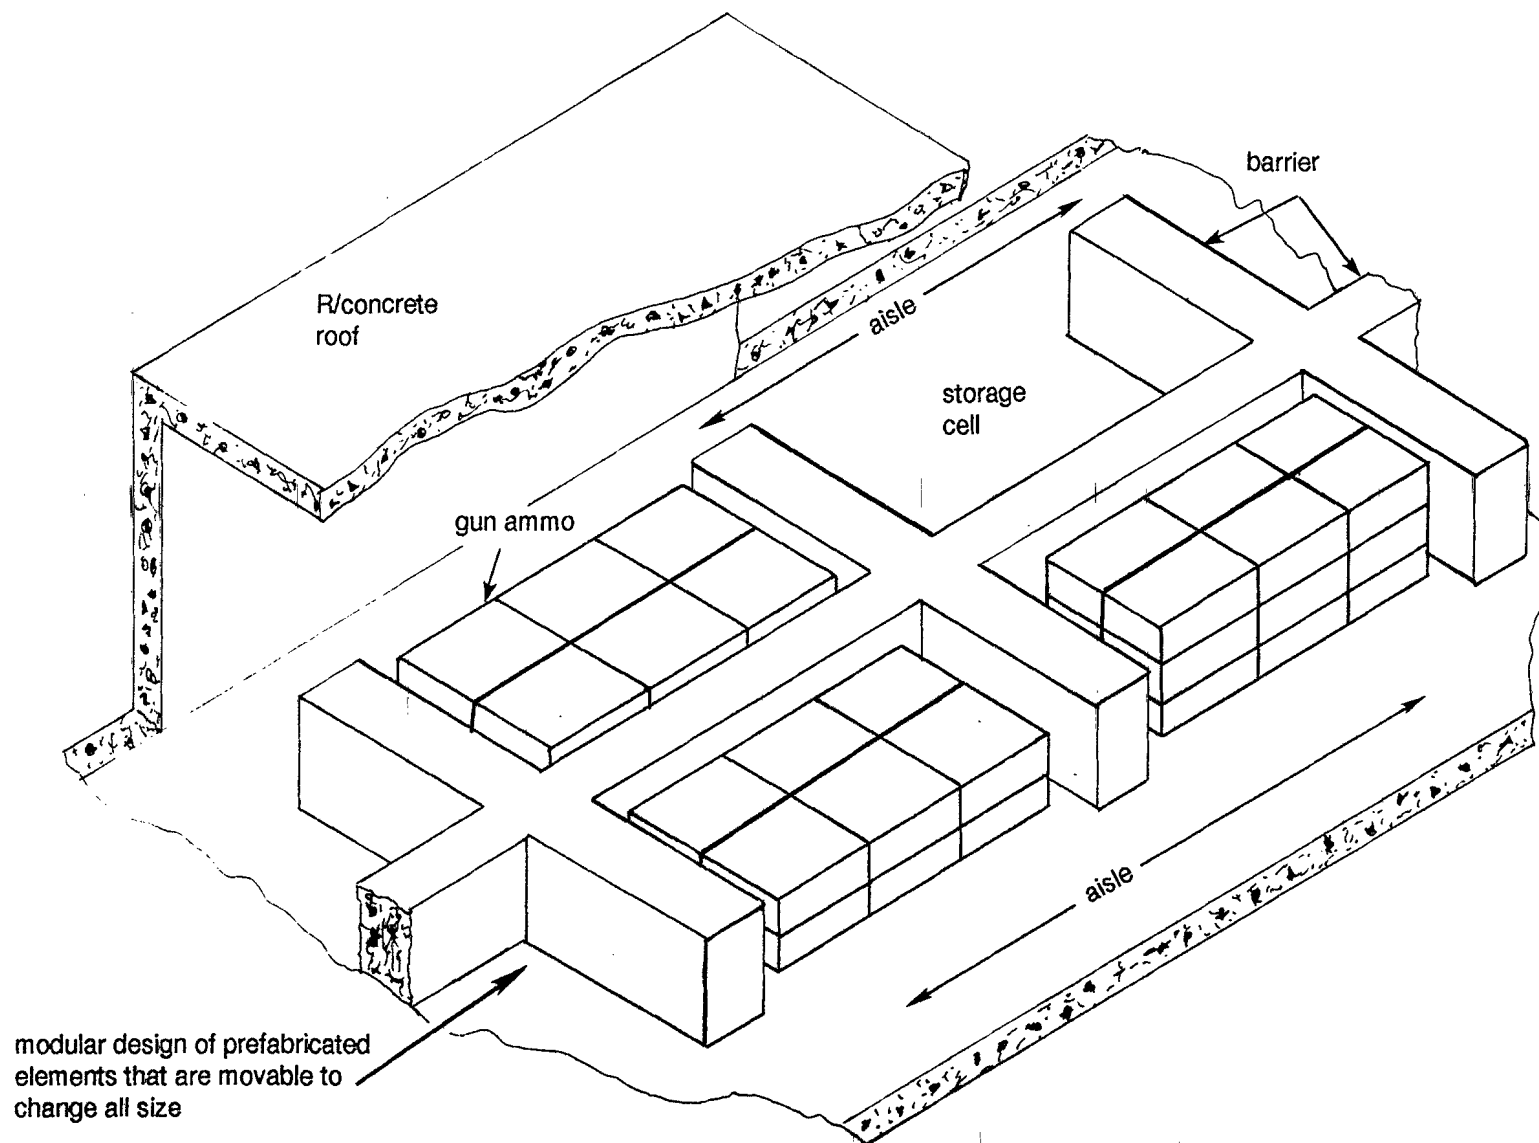 barrier
R/concrete
roof
aisle
storage
cell
gun ammo
aisle
modular design of prefabricated
elements that are movable to
change all size